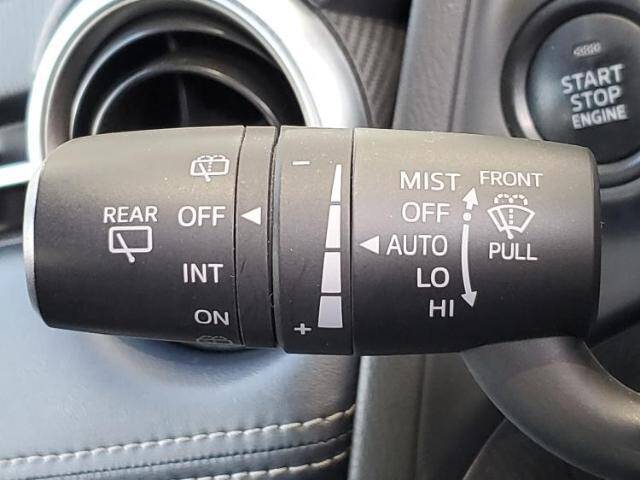 START
STOP
ENGINE
REAR
OFF
INT
ON
−
+
MIST
OFF
AUTO
LO
HI
FRONT
PULL